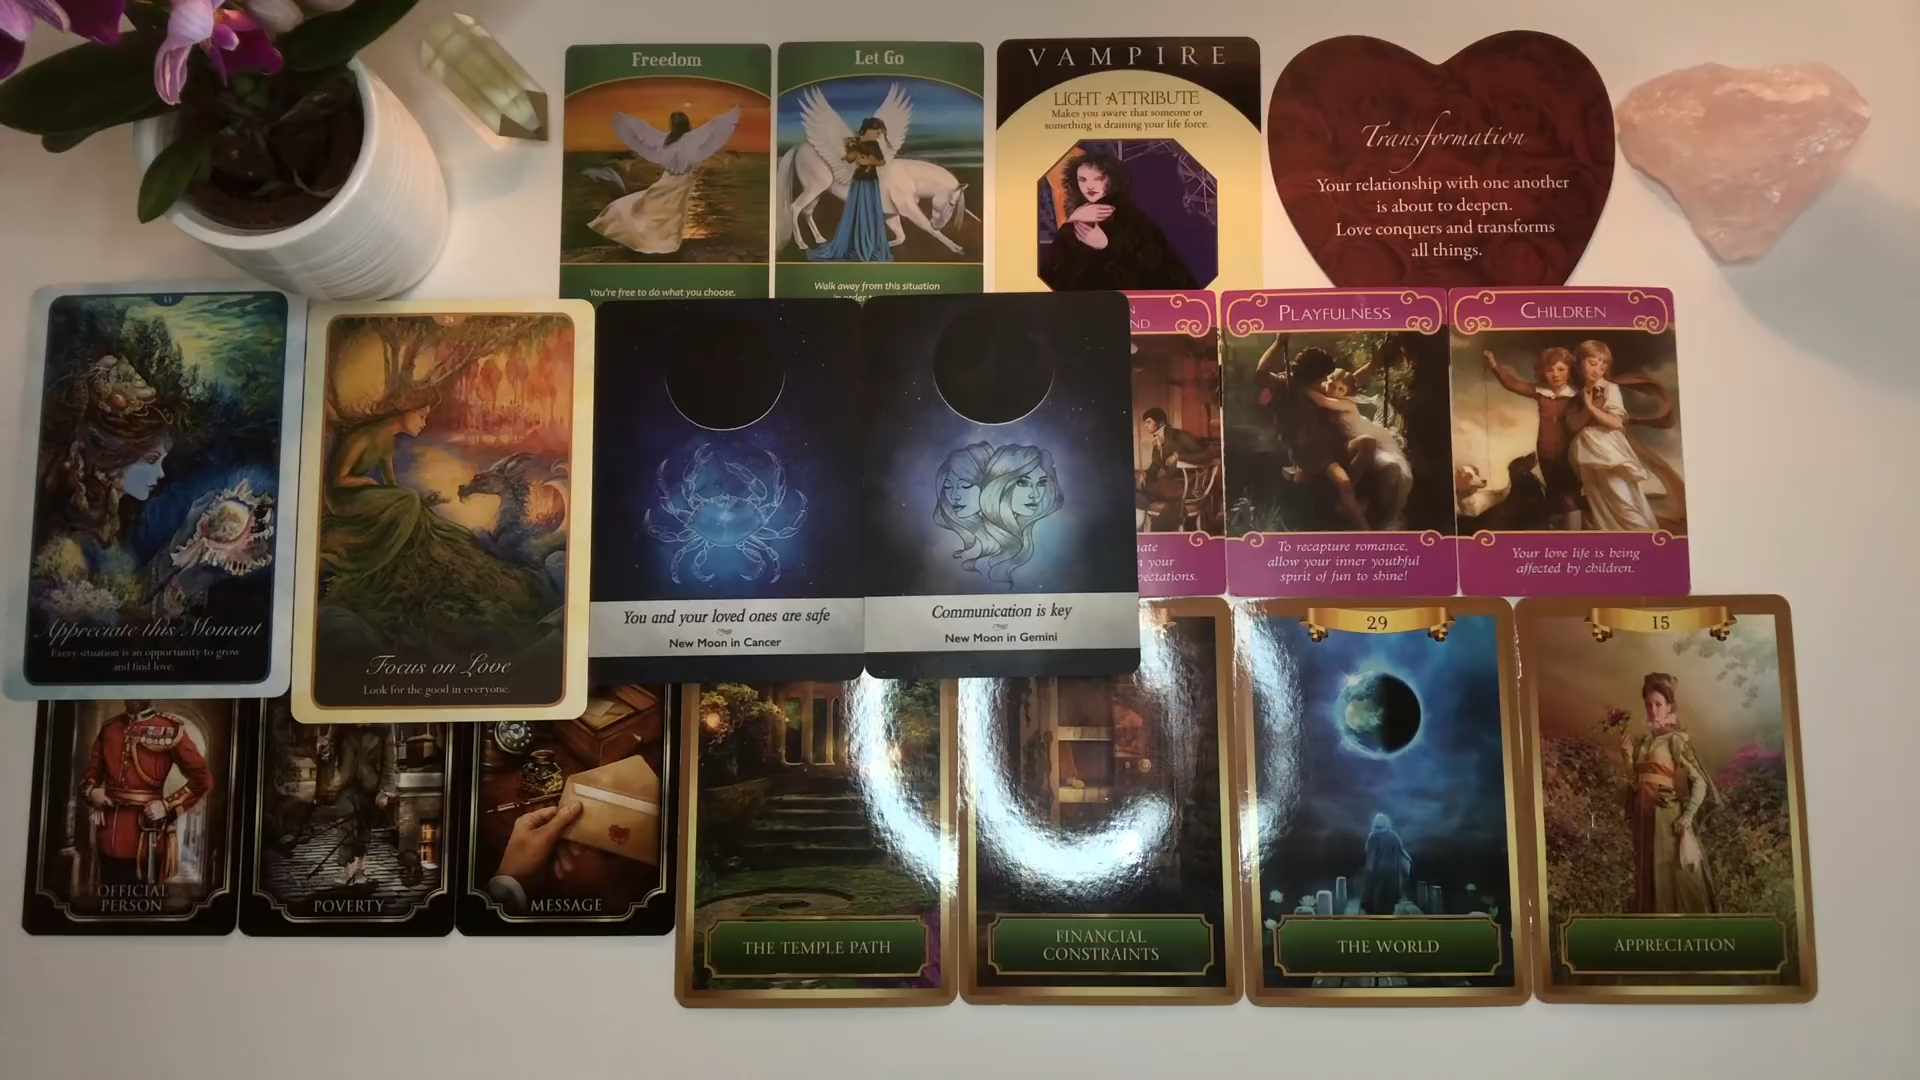 Freedom
You're free to do what you choose.
Let Go
Walk away from this situation
VAMPIRE
LIGHT ATTRIBUTE
Makes you aware that someone or
something is draining your life force.
Transformation
Your relationship with one another
is about to deepen.
Love conquers and transforms
all things.
11
Appreciate this Moment
Every situation is an opportunity to grow
and find love.
24
Focus on Love
Look for the good in everyone.
You and your loved ones are safe
New Moon in Cancer
Communication is key
New Moon in Gemini
your
PLAYFULNESS
To recapture romance,
allow your inner youthful
spirit of fun to shine!
CHILDREN
Your love life is being
affected by children.
OFFICIAL
PERSON
POVERTY
MESSAGE
THE TEMPLE PATH
FINANCIAL
CONSTRAINTS
29
THE WORLD
15
APPRECIATION